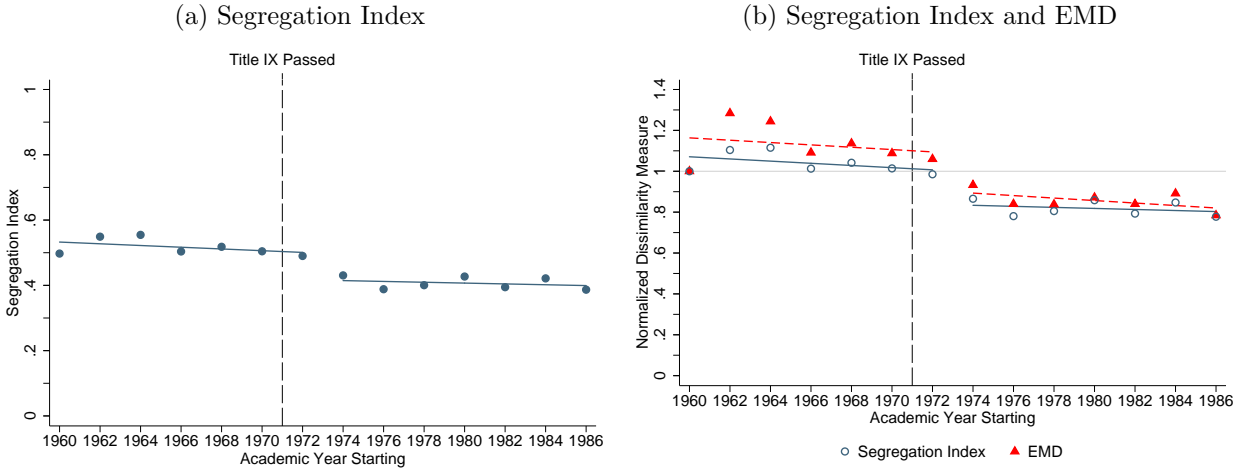 (a) Segregation Index
Title IX Passed
Segregation Index
1
.8
.6
.4
.2
0
1960 1962 1964 1966 1968 1970 1972 1974 1976 1978 1980 1982 1984 1986
Academic Year Starting
(b) Segregation Index and EMD
Title IX Passed
Normalized Dissimilarity Measure
1.4
1.2
1
.8
.6
.4
.2
0
1960 1962 1964 1966 1968 1970 1972 1974 1976 1978 1980 1982 1984 1986
Academic Year Starting
Segregation Index EMD